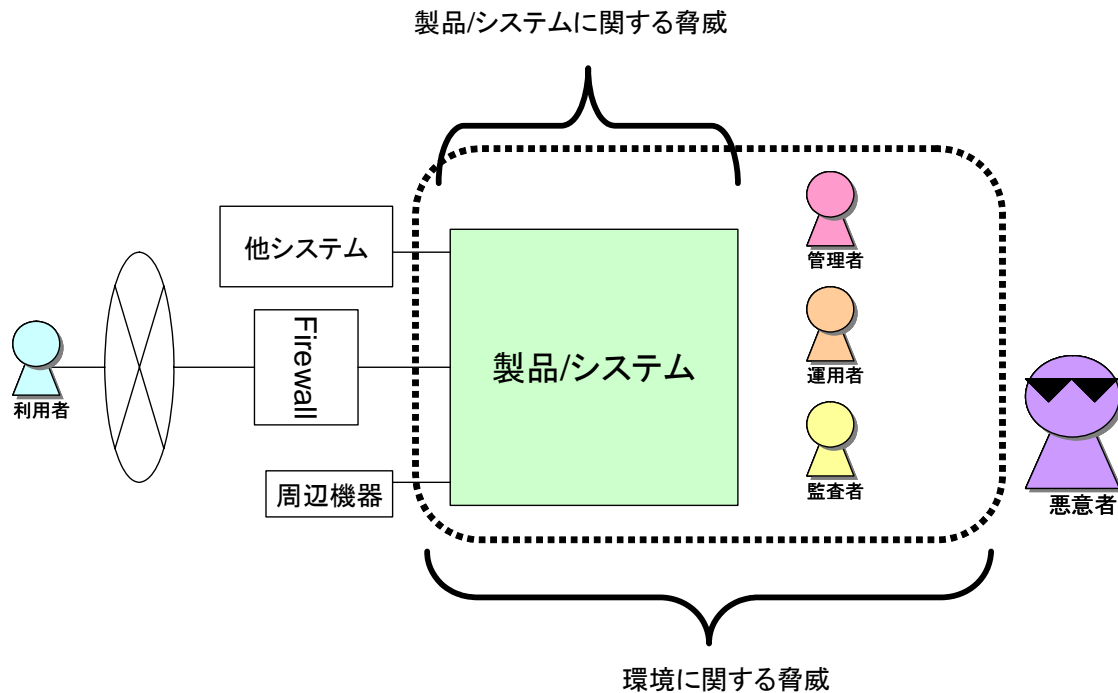 製品/システムに関する脅威
管理者
他システム
Firewall
製品/システム
運用者
利用者
監査者
周辺機器
悪意者
環境に関する脅威